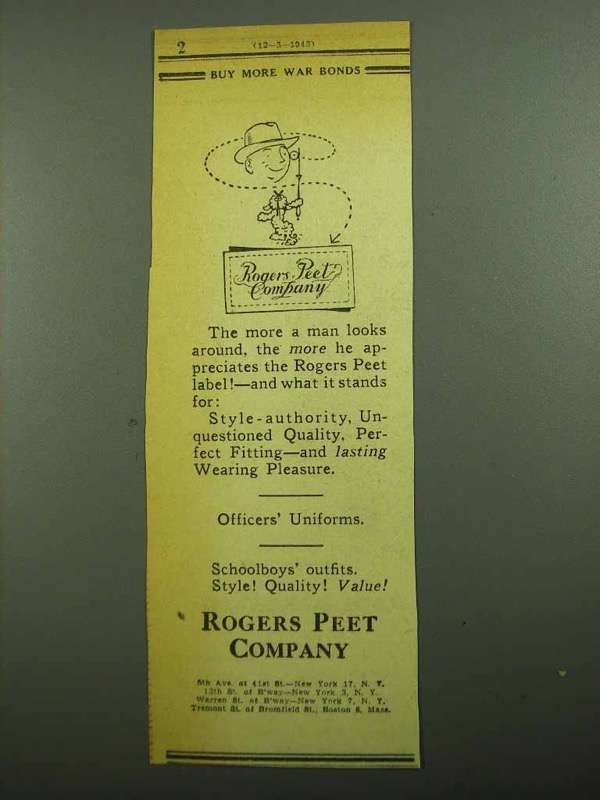 2
(12—5—1943)
BUY MORE WAR BONDS
Rogers Peet
Company
The more a man looks
around, the more he ap-
preciates the Rogers Peet
label!—and what it stands
for:
Style-authority, Un-
questioned Quality, Per-
fect Fitting—and lasting
Wearing Pleasure.
Officers' Uniforms.
Schoolboys' outfits.
Style! Quality! Value!
ROGERS PEET
COMPANY
5th Ave. at 41st St.—New York 17, N. Y.
13th St. at B'way—New York 3, N. Y.
Warren St. at B'way—New York 7, N. Y.
Tremont St. at Bromfield St., Boston 8, Mass.